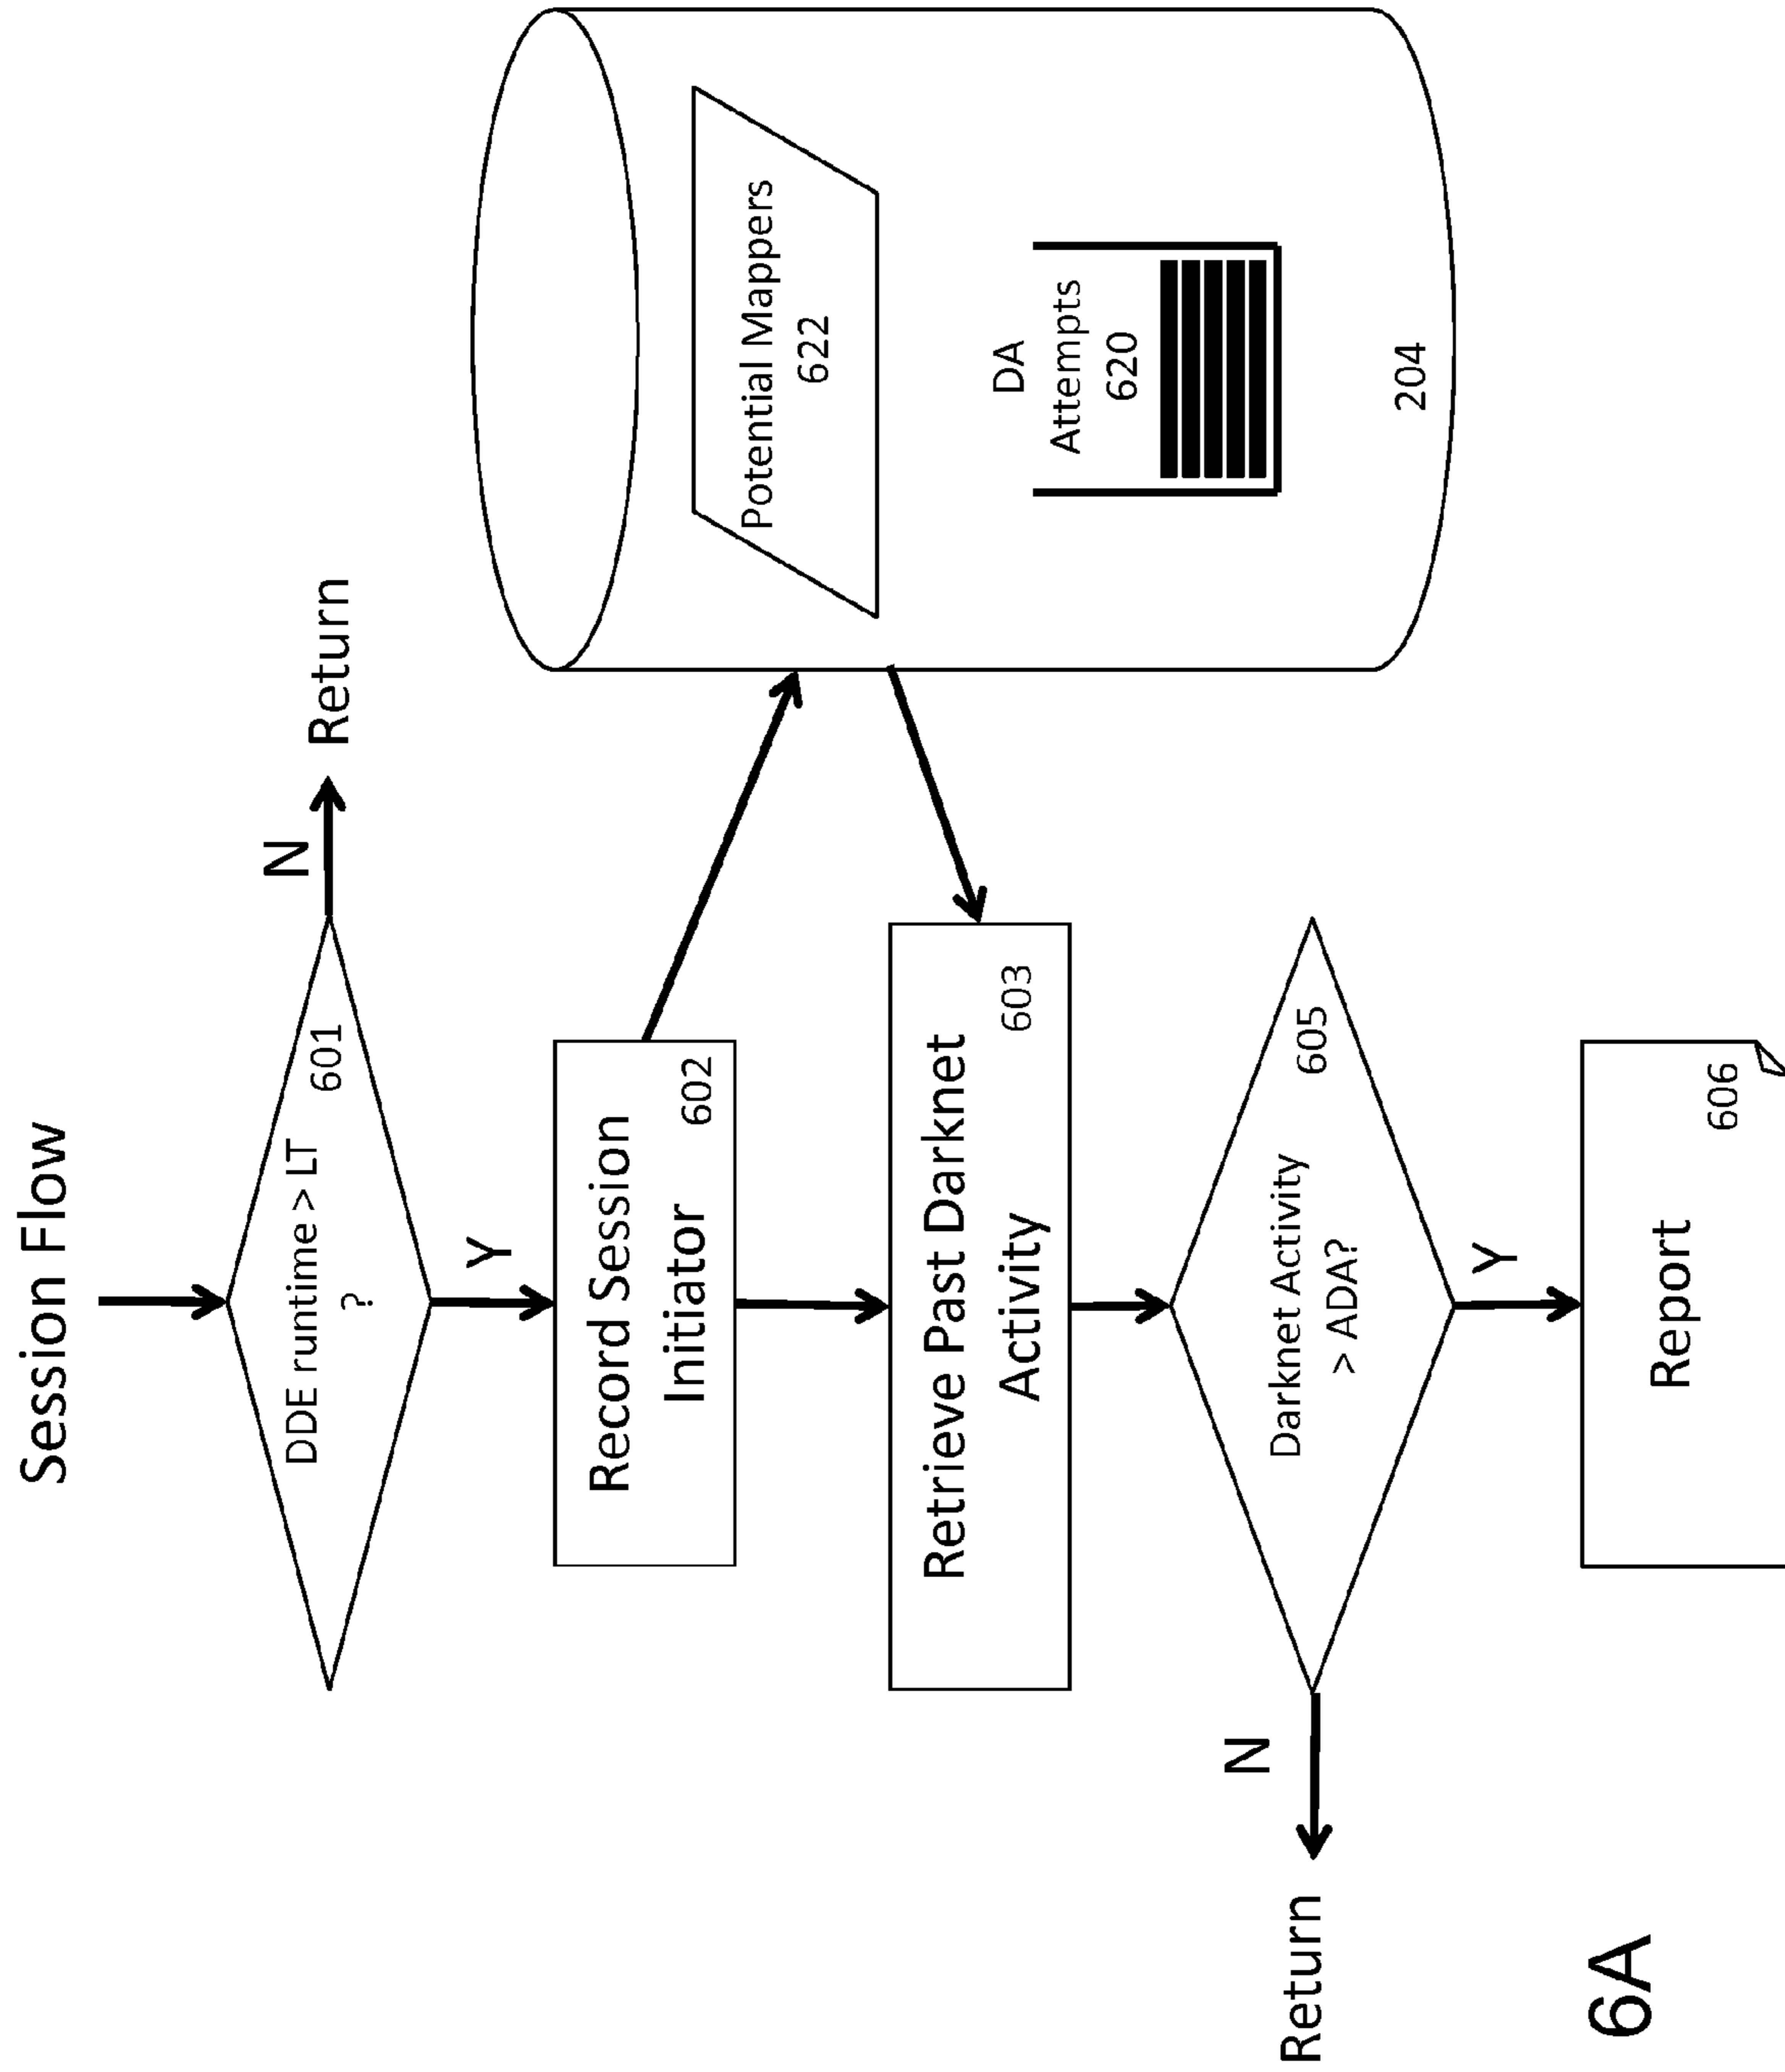 Session Flow
DDE runtime > LT
?
601
N
Return
Y
Record Session
Initiator
602
Retrieve Past Darknet
Activity
603
Darknet Activity
> ADA?
605
N
Return
Y
Report
606
Potential Mappers
622
DA
Attempts
620
204
6A